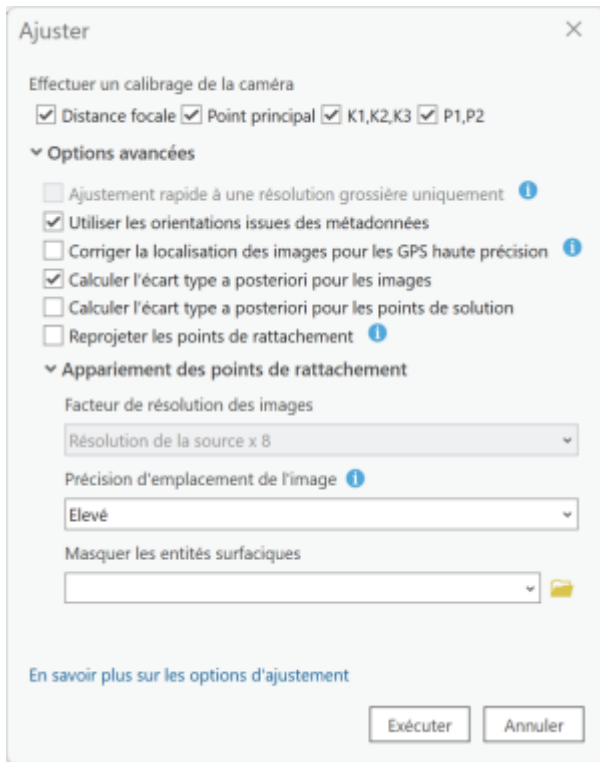 Ajuster
Effectuer un calibrage de la caméra
Distance focale Point principal K1,K2,K3 P1,P2
Options avancées
Ajustement rapide à une résolution grossière uniquement
Utiliser les orientations issues des métadonnées
Corriger la localisation des images pour les GPS haute précision
Calculer l'écart type a posteriori pour les images
Calculer l'écart type a posteriori pour les points de solution
Reprojeter les points de rattachement
Appariement des points de rattachement
Facteur de résolution des images
Résolution de la source x 8
Précision d'emplacement de l'image
Elevé
Masquer les entités surfaciques
En savoir plus sur les options d'ajustement
Exécuter Annuler